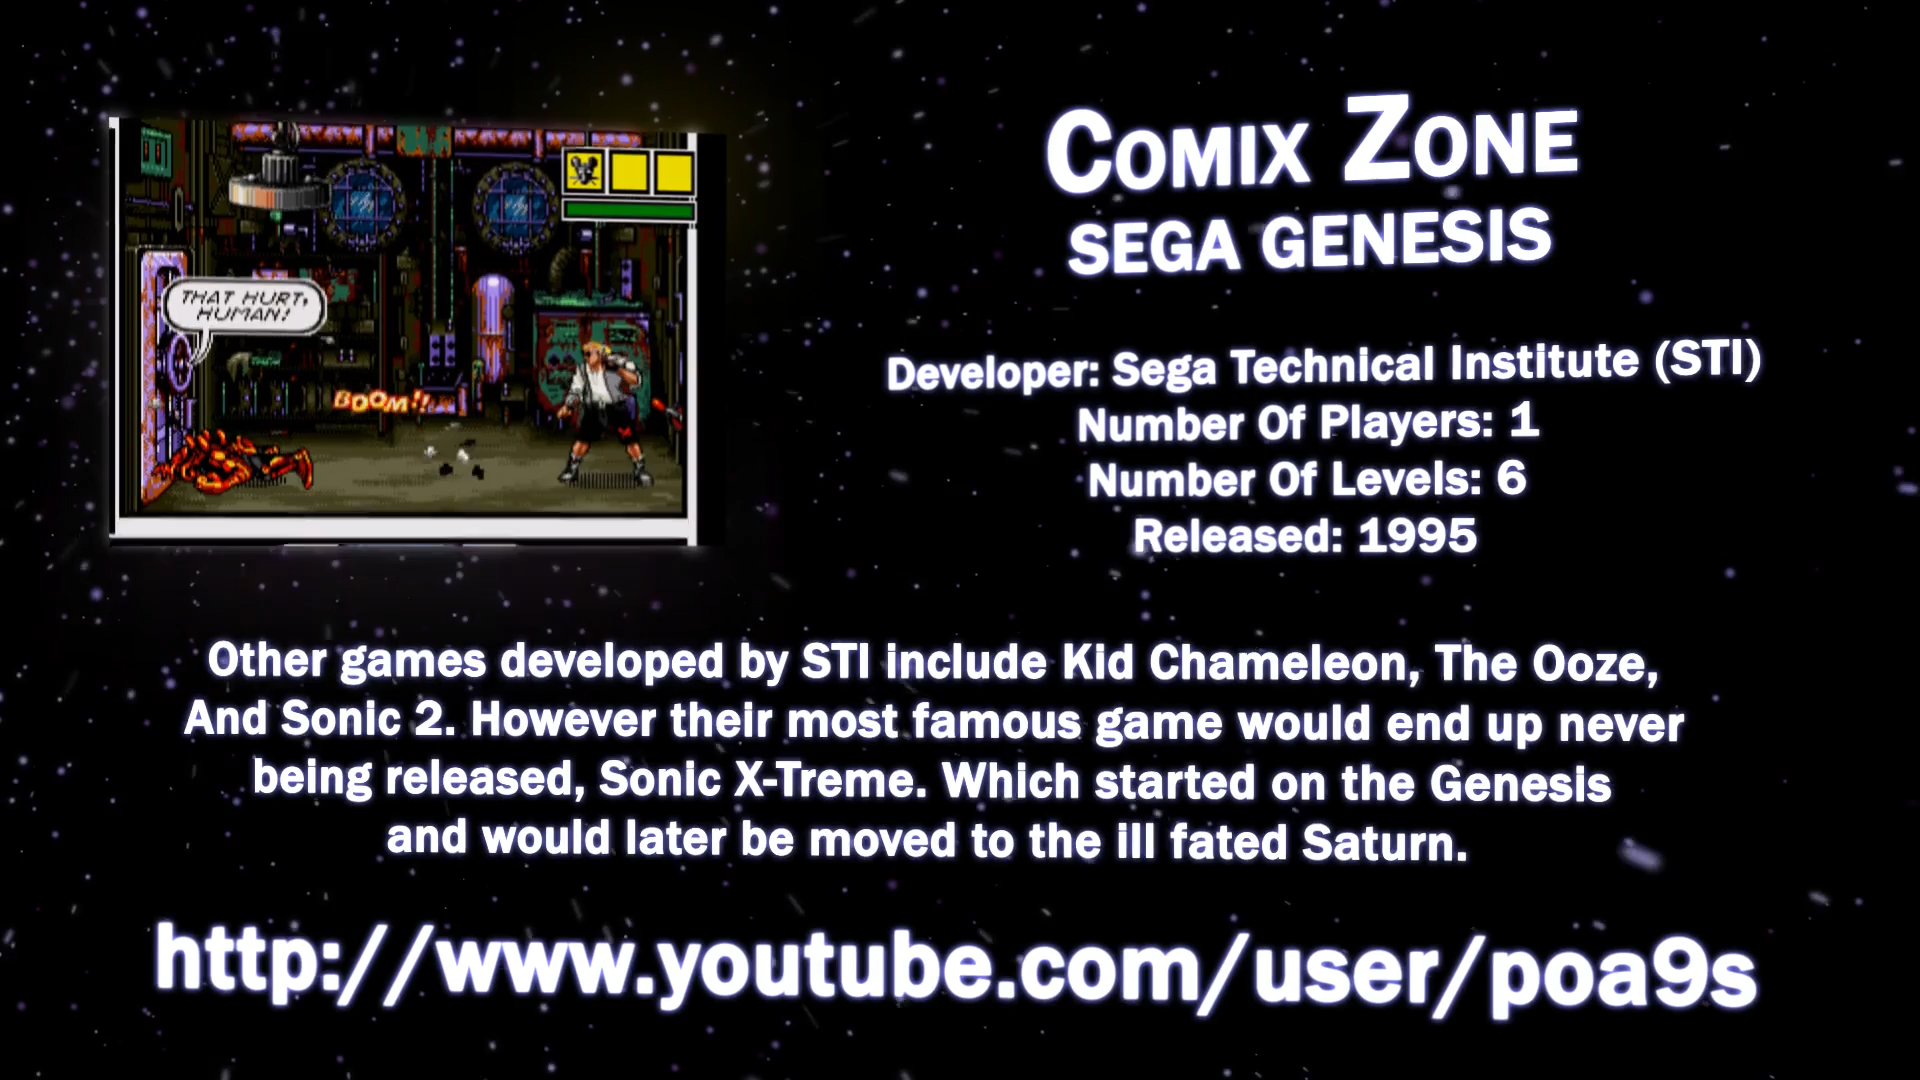 COMIX ZONE
SEGA GENESIS
THAT HURT,
HUMAN!
BOOM!!
Developer: Sega Technical Institute (STI)
Number Of Players: 1
Number Of Levels: 6
Released: 1995
Other games developed by STI include Kid Chameleon, The Ooze,
And Sonic 2. However their most famous game would end up never
being released, Sonic X-Treme. Which started on the Genesis
and would later be moved to the ill fated Saturn.
http://www.youtube.com/user/poa9s